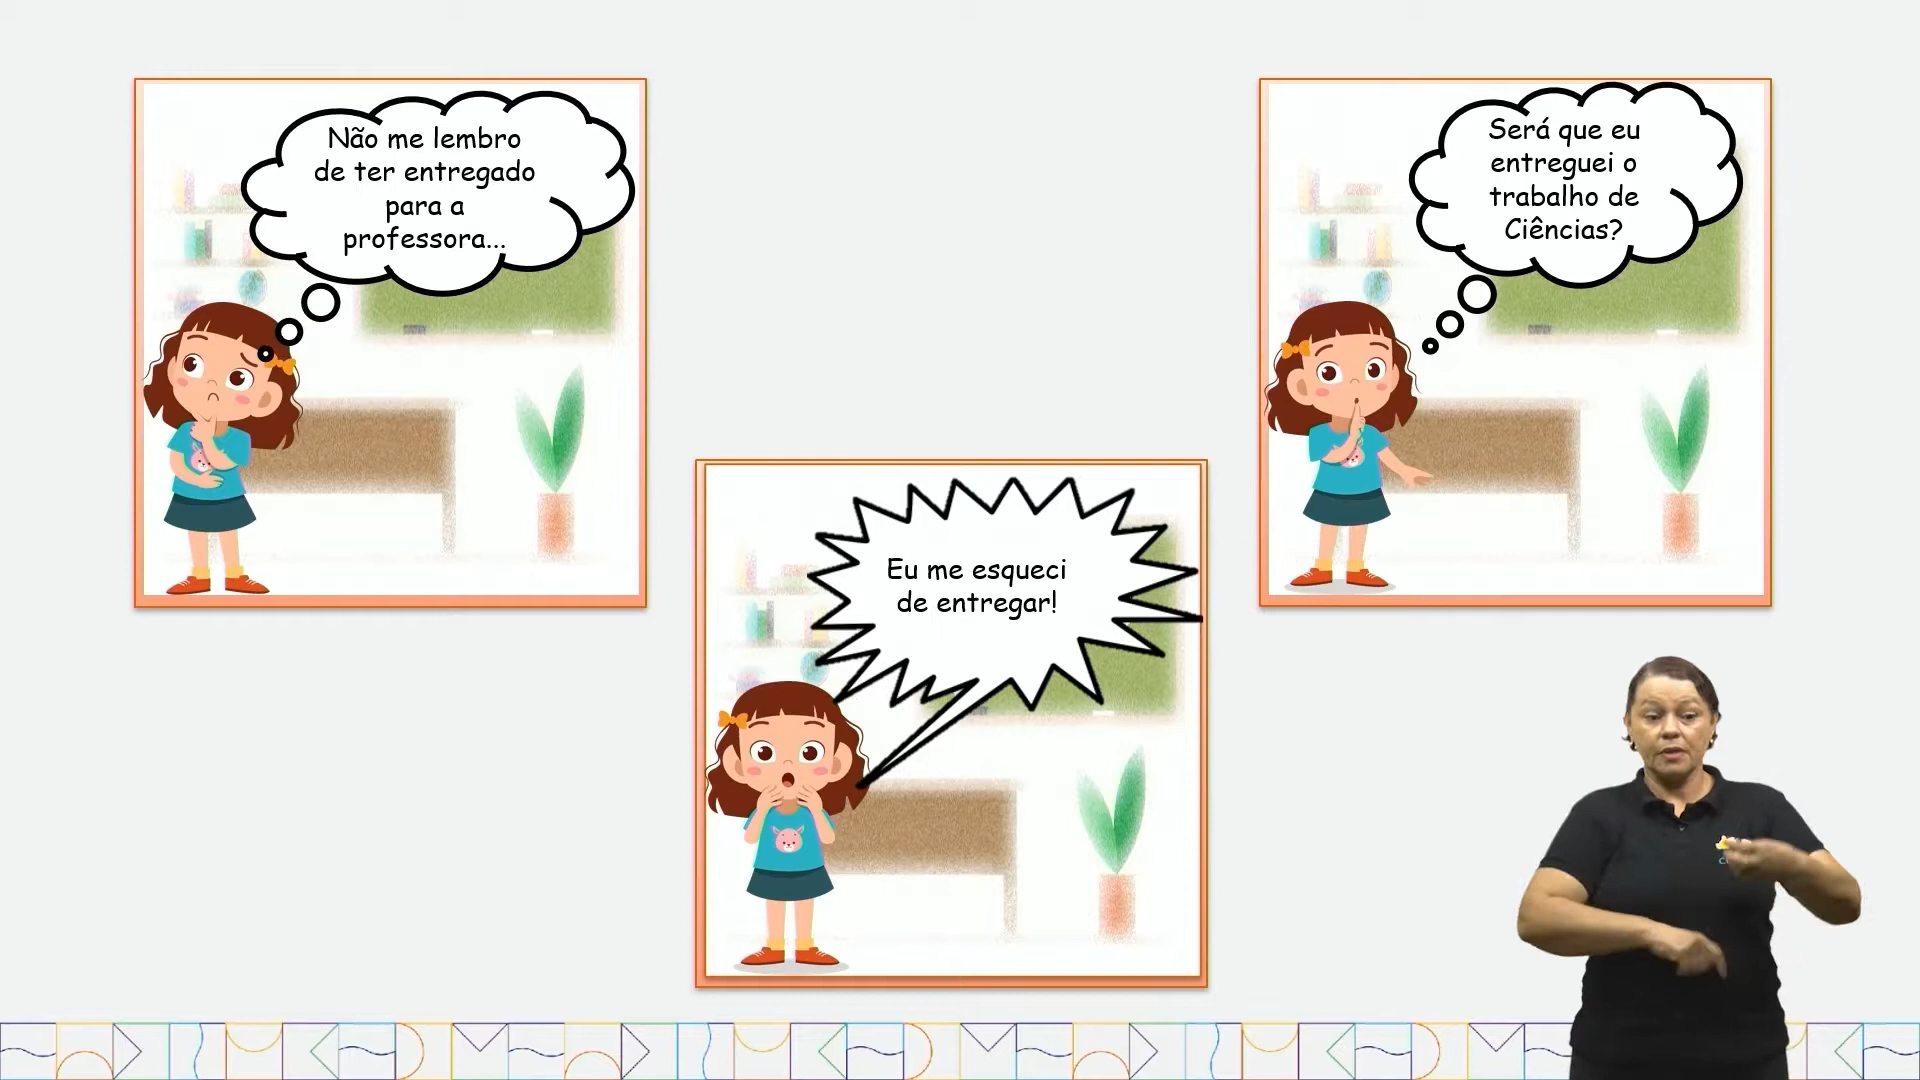 Não me lembro
de ter entregado
para a
professora...
Será que eu
entreguei o
trabalho de
Ciências?
Eu me esqueci
de entregar!